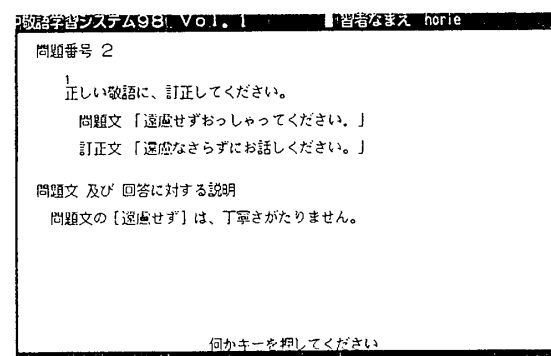 敬語学習システム98 Vol.1 学習者なまえ horie
問題番号 2
1
正しい敬語に、訂正してください。
問題文 「遠慮せずおっしゃってください.」
訂正文 「遠慮なさらずにお話しください。」
問題文 及び 回答に対する説明
問題文の[遠慮せず]は、丁寧さがたりません。
何かキーを押してください